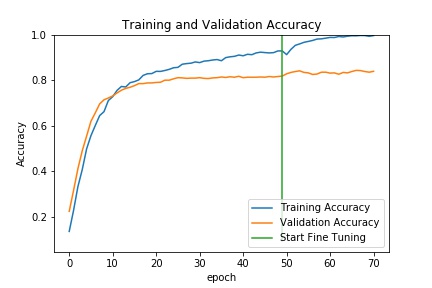 Training and Validation Accuracy
1.0
0.8
0.6
0.4
0.2
Accuracy
Training Accuracy
Validation Accuracy
Start Fine Tuning
0 10 20 30 40 50 60 70
epoch